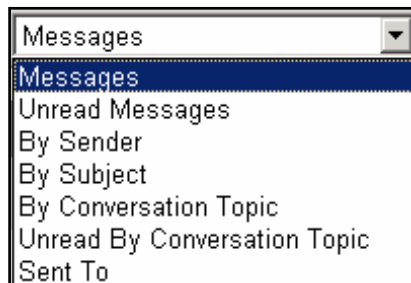 Messages
Messages
Unread Messages
By Sender
By Subject
By Conversation Topic
Unread By Conversation Topic
Sent To